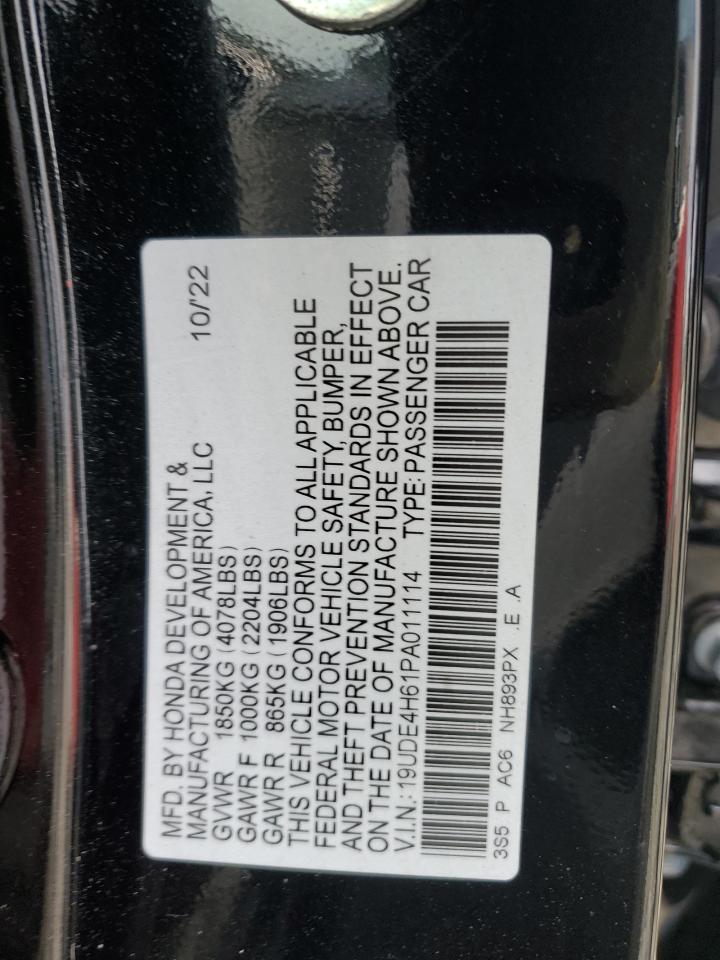 MFD. BY HONDA DEVELOPMENT &
MANUFACTURING OF AMERICA, LLC 10/'22
GVWR 1850KG (4078LBS)
GAWR F 1000KG (2204LBS)
GAWR R 865KG (1906LBS)
THIS VEHICLE CONFORMS TO ALL APPLICABLE
FEDERAL MOTOR VEHICLE SAFETY, BUMPER,
AND THEFT PREVENTION STANDARDS IN EFFECT
ON THE DATE OF MANUFACTURE SHOWN ABOVE.
V.I.N.: 19UDE4H61PA011114 TYPE: PASSENGER CAR
3S5 P AC6 NH893PX .E .A